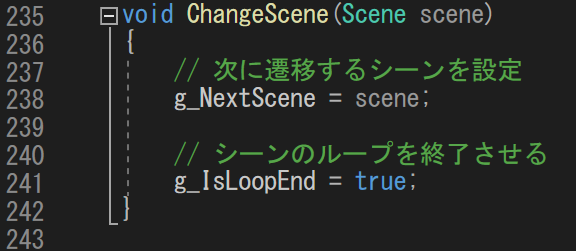 235 void ChangeScene(Scene scene)
236 {
237 // 次に遷移するシーンを設定
238 g_NextScene = scene;
239
240 // シーンのループを終了させる
241 g_IsLoopEnd = true;
242 }
243